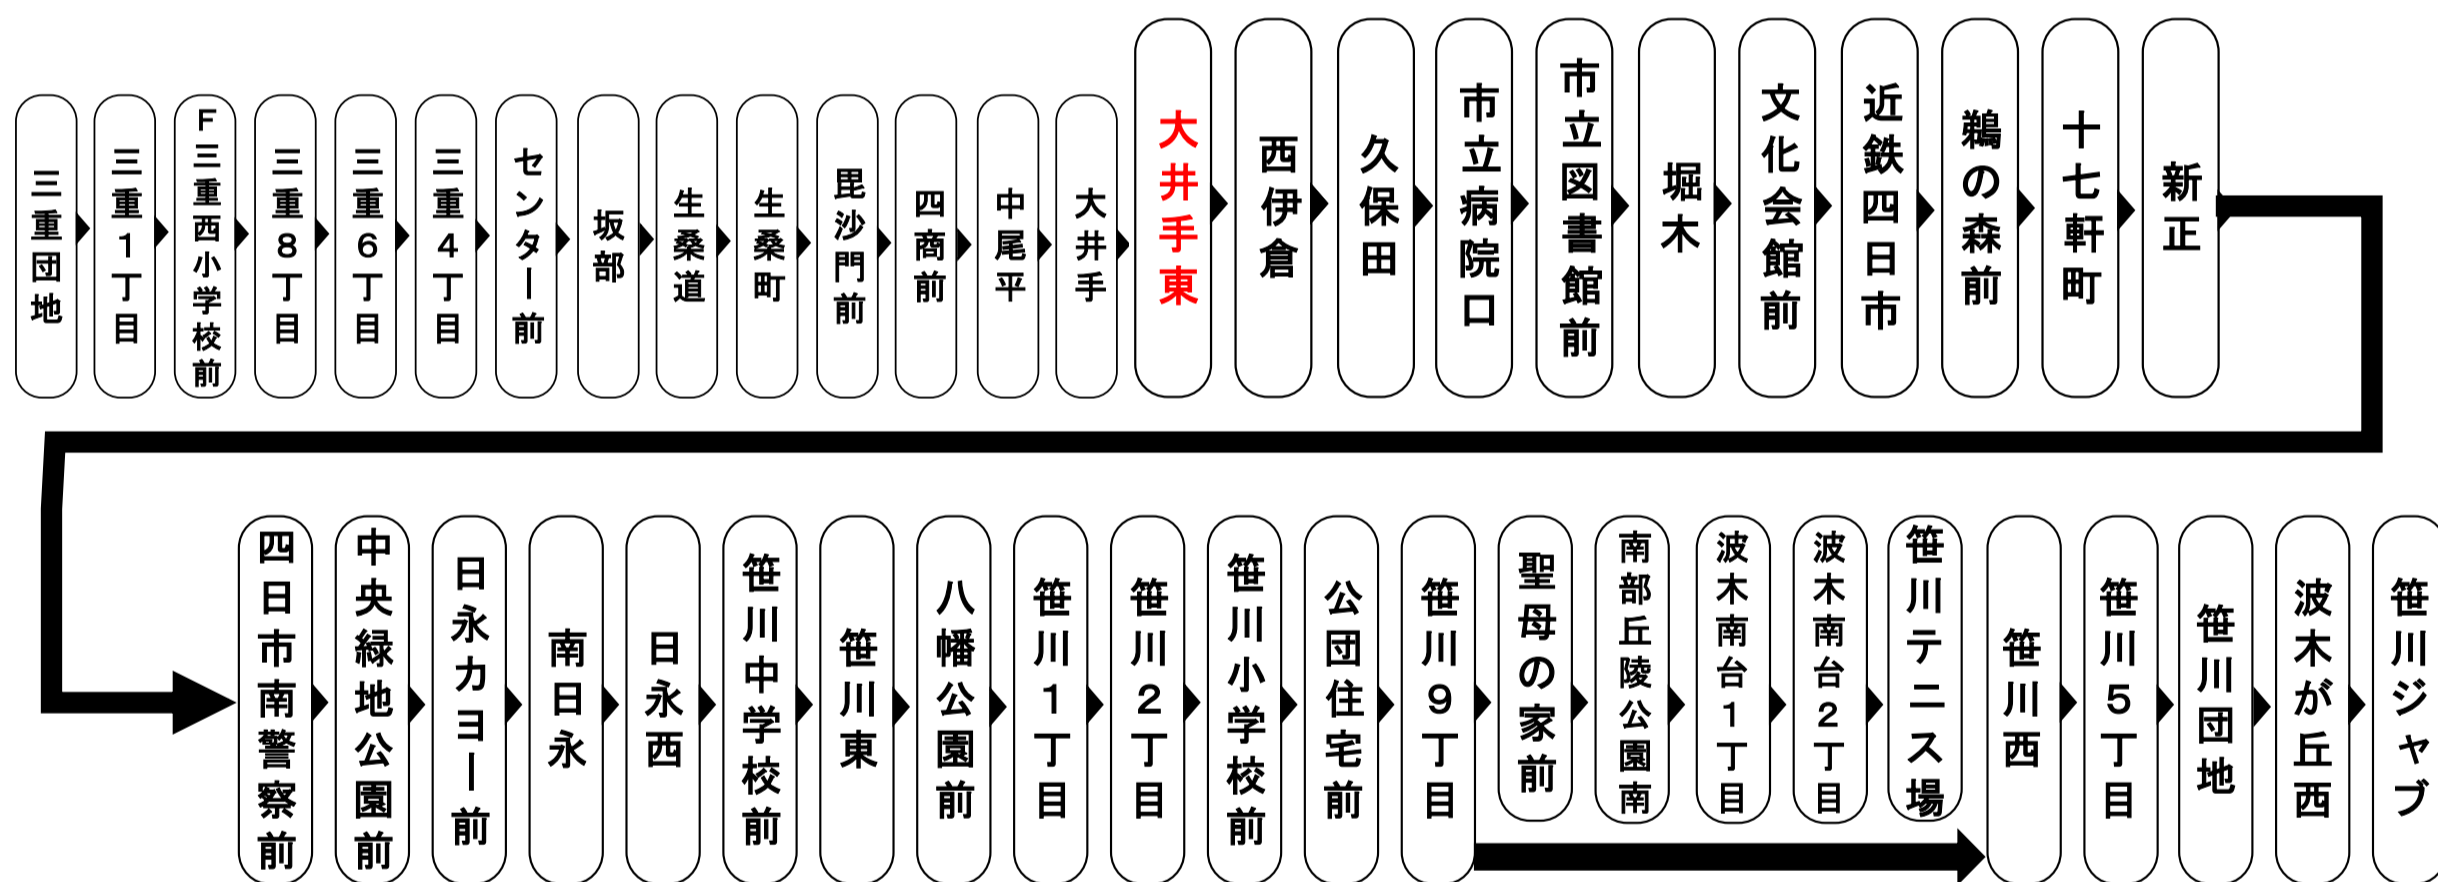 三重団地
三重１丁目
Ｆ三重西小学校前
三重８丁目
三重６丁目
三重４丁目
センター前
坂部
生桑道
生桑町
毘沙門前
四商前
中尾平
大井手
大井手東
西伊倉
久保田
市立病院口
市立図書館前
堀木
文化会館前
近鉄四日市
鵜の森前
十七軒町
新正
四日市南警察前
中央緑地公園前
日永カヨー前
南日永
日永西
笹川中学校前
笹川東
八幡公園前
笹川１丁目
笹川２丁目
笹川小学校前
公団住宅前
笹川９丁目
聖母の家前
南部丘陵公園南
波木南台１丁目
波木南台２丁目
笹川テニス場
笹川西
笹川５丁目
笹川団地
波木が丘西
笹川ジャブ